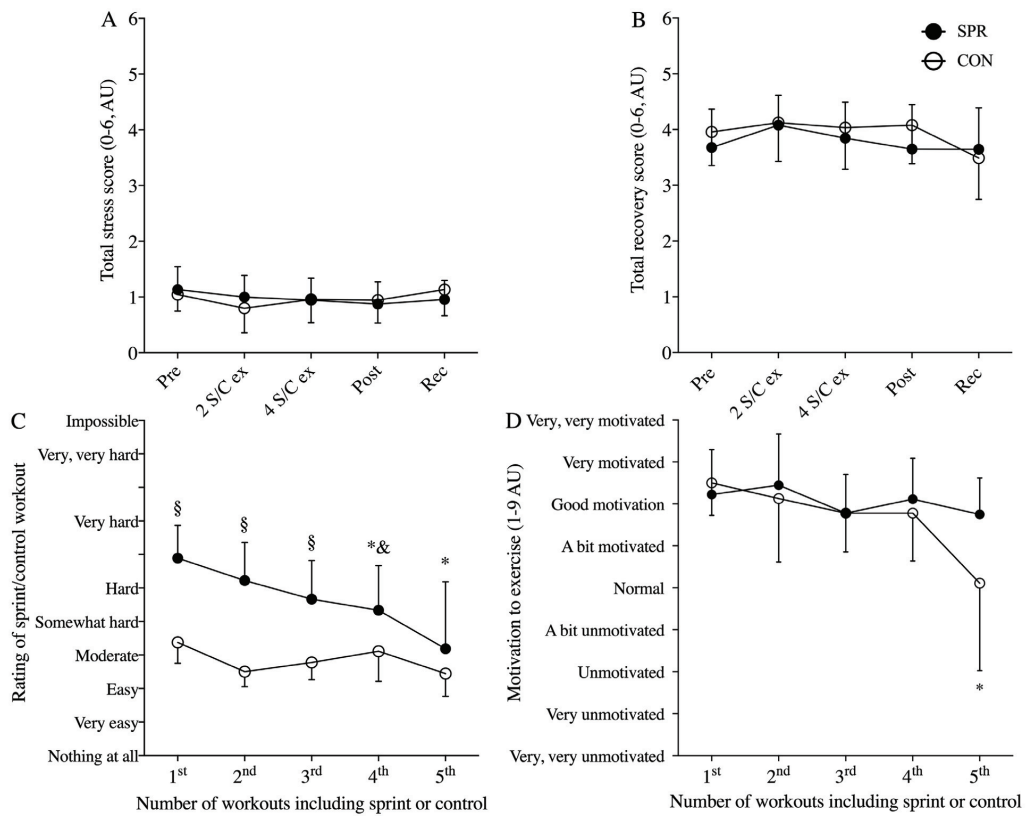 A
Total stress score (0-6, AU)
6
5
4
3
2
1
0
Pre
2 S/C ex
4 S/C ex
Post
Rec
B
Total recovery score (0-6, AU)
6
5
4
3
2
1
0
Pre
2 S/C ex
4 S/C ex
Post
Rec
SPR
CON
C
Rating of sprint/control workout
Impossible
Very, very hard
Very hard
Hard
Somewhat hard
Moderate
Easy
Very easy
Nothing at all
§
§
§
*&
*
1st
2nd
3rd
4th
5th
Number of workouts including sprint or control
D
Motivation to exercise (1-9 AU)
Very, very motivated
Very motivated
Good motivation
A bit motivated
Normal
A bit unmotivated
Unmotivated
Very unmotivated
Very, very unmotivated
*
1st
2nd
3rd
4th
5th
Number of workouts including sprint or control